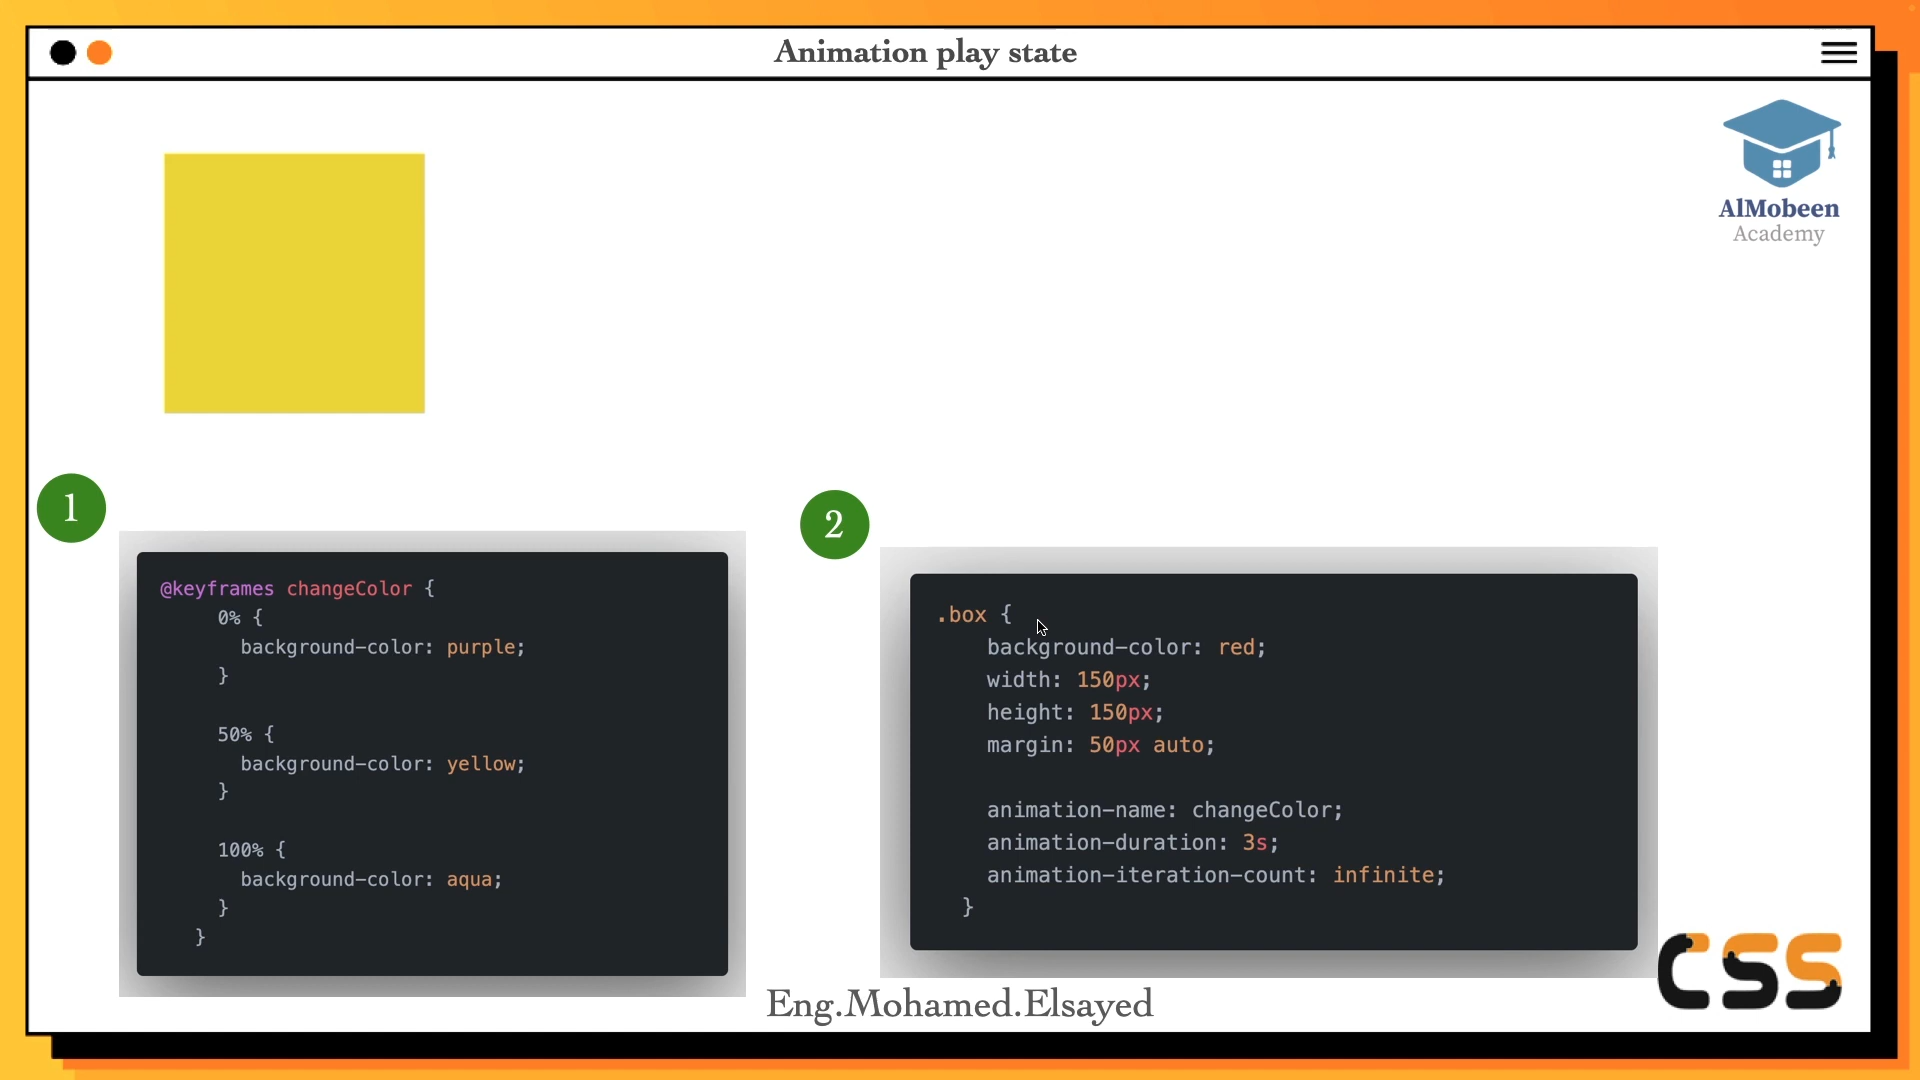 Animation play state
AlMobeen
Academy
1
@keyframes changeColor {
0% {
background-color: purple;
}
50% {
background-color: yellow;
}
100% {
background-color: aqua;
}
}
2
.box {
background-color: red;
width: 150px;
height: 150px;
margin: 50px auto;
animation-name: changeColor;
animation-duration: 3s;
animation-iteration-count: infinite;
}
CSS
Eng.Mohamed.Elsayed